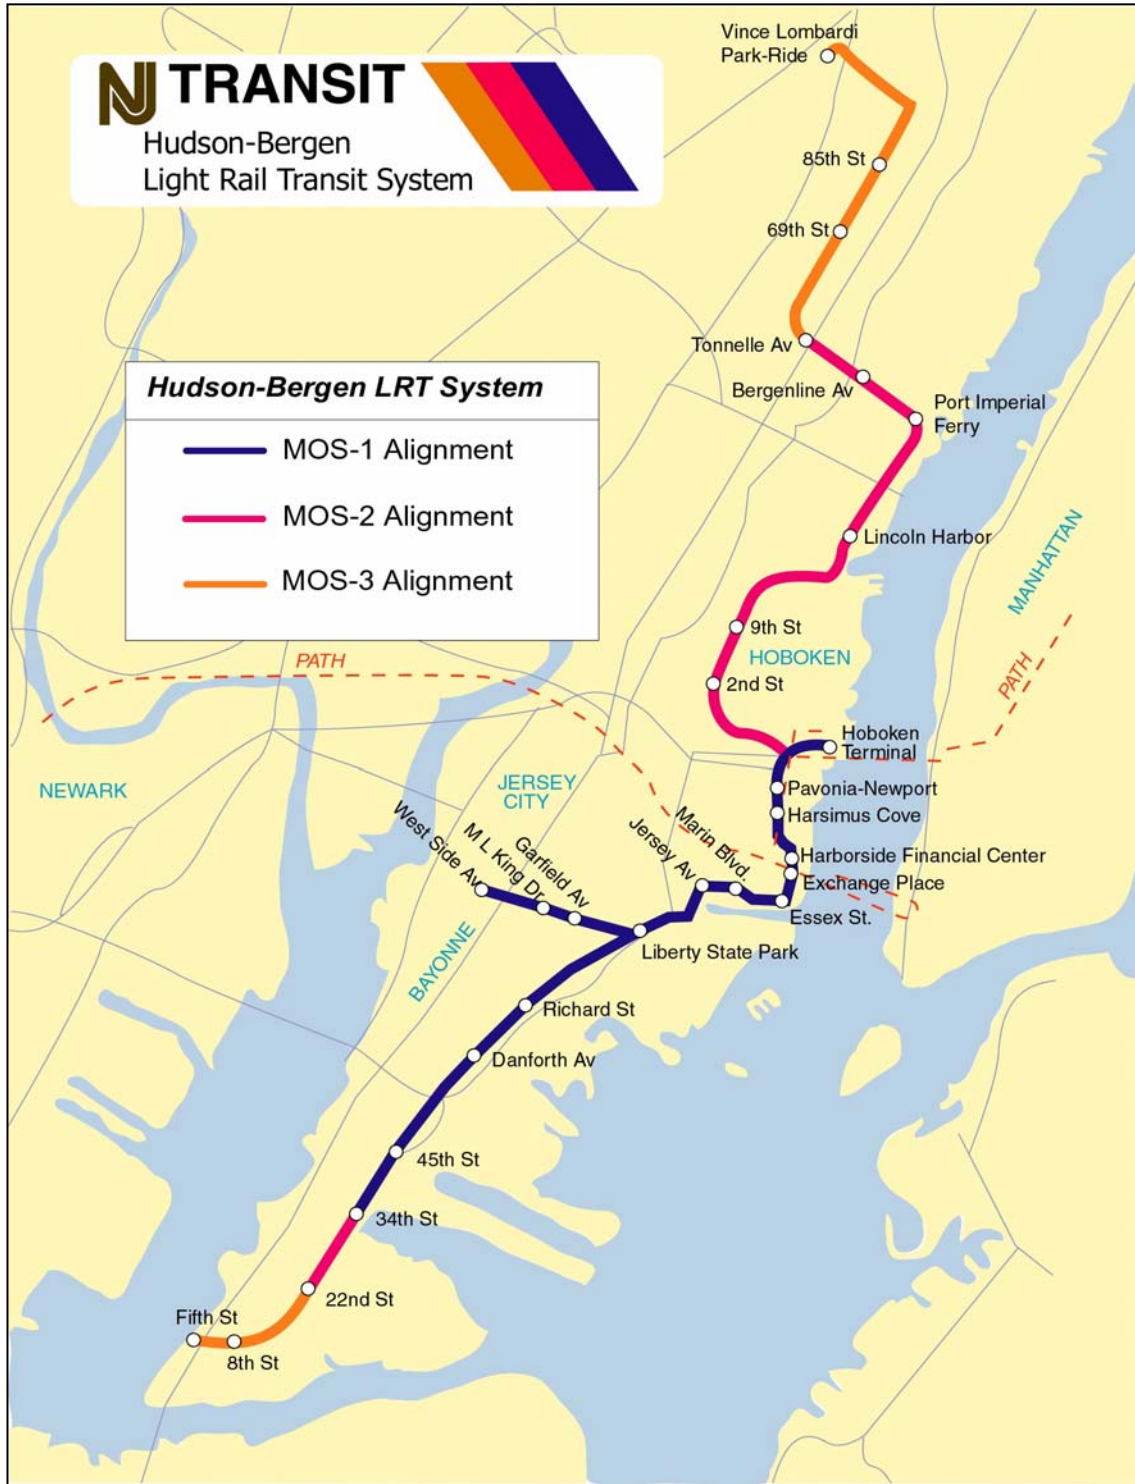 NJ TRANSIT
Hudson-Bergen
Light Rail Transit System
Vince Lombardi
Park-Ride
85th St
69th St
Tonnelle Av
Bergenline Av
Port Imperial
Ferry
Hudson-Bergen LRT System
MOS-1 Alignment
MOS-2 Alignment
MOS-3 Alignment
Lincoln Harbor
MANHATTAN
9th St
HOBOKEN
2nd St
PATH
PATH
Hoboken
Terminal
NEWARK
JERSEY
CITY
Pavonia-Newport
Harsimus Cove
West Side Av
M L King Dr
Garfield Av
Jersey Av
Marin Blvd.
Harborside Financial Center
Exchange Place
Essex St.
Liberty State Park
BAYONNE
Richard St
Danforth Av
45th St
34th St
22nd St
Fifth St
8th St